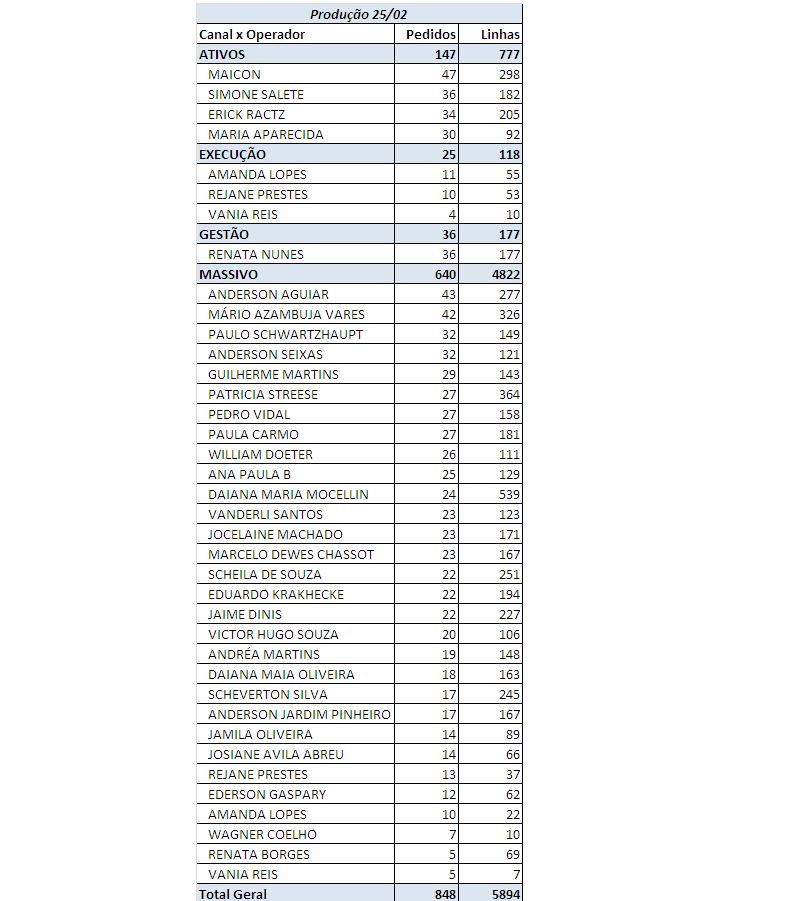 Produção 25/02
Canal x Operador Pedidos Linhas
ATIVOS 147 777
MAICON 47 298
SIMONE SALETE 36 182
ERICK RACTZ 34 205
MARIA APARECIDA 30 92
EXECUÇÃO 25 118
AMANDA LOPES 11 55
REJANE PRESTES 10 53
VANIA REIS 4 10
GESTÃO 36 177
RENATA NUNES 36 177
MASSIVO 640 4822
ANDERSON AGUIAR 43 277
MÁRIO AZAMBUJA VARES 42 326
PAULO SCHWARTZHAUPT 32 149
ANDERSON SEIXAS 32 121
GUILHERME MARTINS 29 143
PATRICIA STREESE 27 364
PEDRO VIDAL 27 158
PAULA CARMO 27 181
WILLIAM DOETER 26 111
ANA PAULA B 25 129
DAIANA MARIA MOCELLIN 24 539
VANDERLI SANTOS 23 123
JOCELAINE MACHADO 23 171
MARCELO DEWES CHASSOT 23 167
SCHEILA DE SOUZA 22 251
EDUARDO KRAKHECKE 22 194
JAIME DINIS 22 227
VICTOR HUGO SOUZA 20 106
ANDRÉA MARTINS 19 148
DAIANA MAIA OLIVEIRA 18 163
SCHEVERTON SILVA 17 245
ANDERSON JARDIM PINHEIRO 17 167
JAMILA OLIVEIRA 14 89
JOSIANE AVILA ABREU 14 66
REJANE PRESTES 13 37
EDERSON GASPARY 12 62
AMANDA LOPES 10 22
WAGNER COELHO 7 10
RENATA BORGES 5 69
VANIA REIS 5 7
Total Geral 848 5894